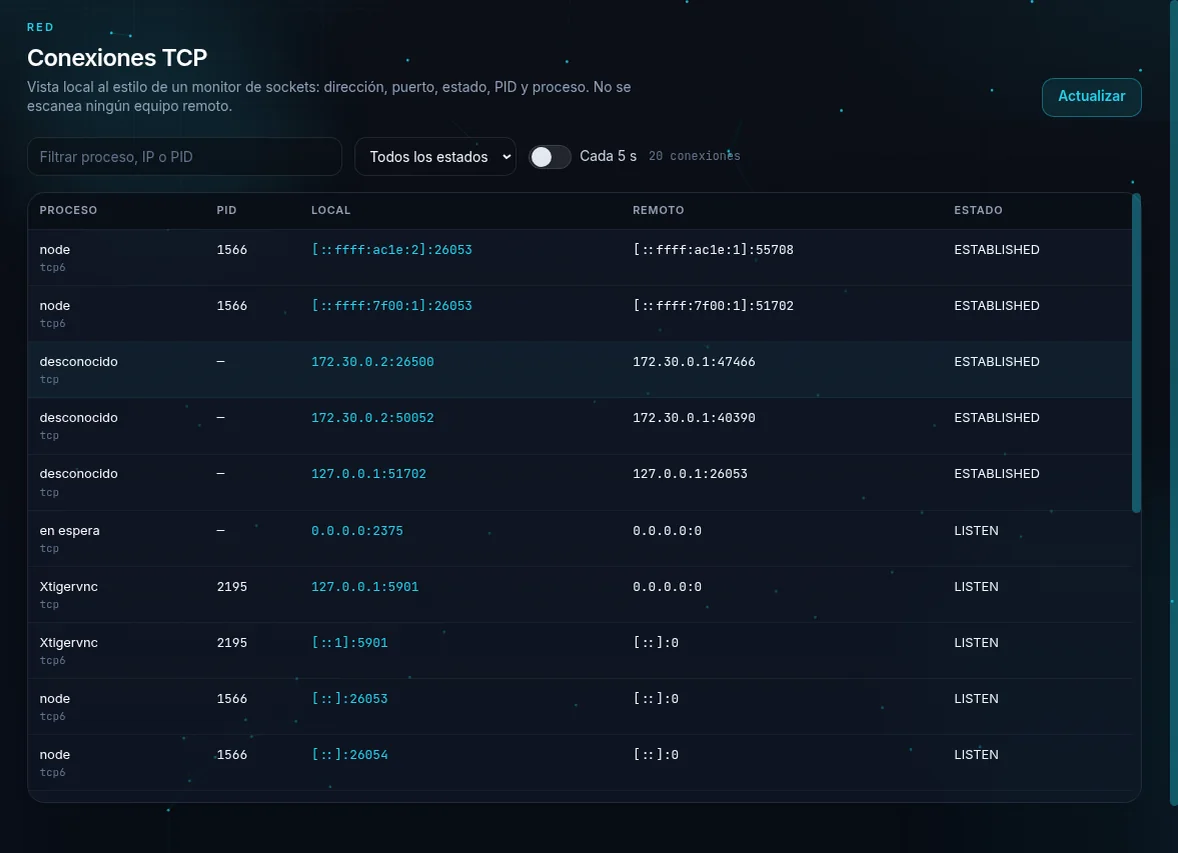 RED
Conexiones TCP
Vista local al estilo de un monitor de sockets: dirección, puerto, estado, PID y proceso. No se
escanea ningún equipo remoto.
Actualizar
Filtrar proceso, IP o PID
Todos los estados
Cada 5 s
20 conexiones
PROCESO PID LOCAL REMOTO ESTADO
node 1566 [::ffff:ac1e:2]:26053 [::ffff:ac1e:1]:55708 ESTABLISHED
tcp6
node 1566 [::ffff:7f00:1]:26053 [::ffff:7f00:1]:51702 ESTABLISHED
tcp6
desconocido — 172.30.0.2:26500 172.30.0.1:47466 ESTABLISHED
tcp
desconocido — 172.30.0.2:50052 172.30.0.1:40390 ESTABLISHED
tcp
desconocido — 127.0.0.1:51702 127.0.0.1:26053 ESTABLISHED
tcp
en espera — 0.0.0.0:2375 0.0.0.0:0 LISTEN
tcp
Xtigervnc 2195 127.0.0.1:5901 0.0.0.0:0 LISTEN
tcp
Xtigervnc 2195 [::1]:5901 [::]:0 LISTEN
tcp6
node 1566 [::]:26053 [::]:0 LISTEN
tcp6
node 1566 [::]:26054 [::]:0 LISTEN
tcp6